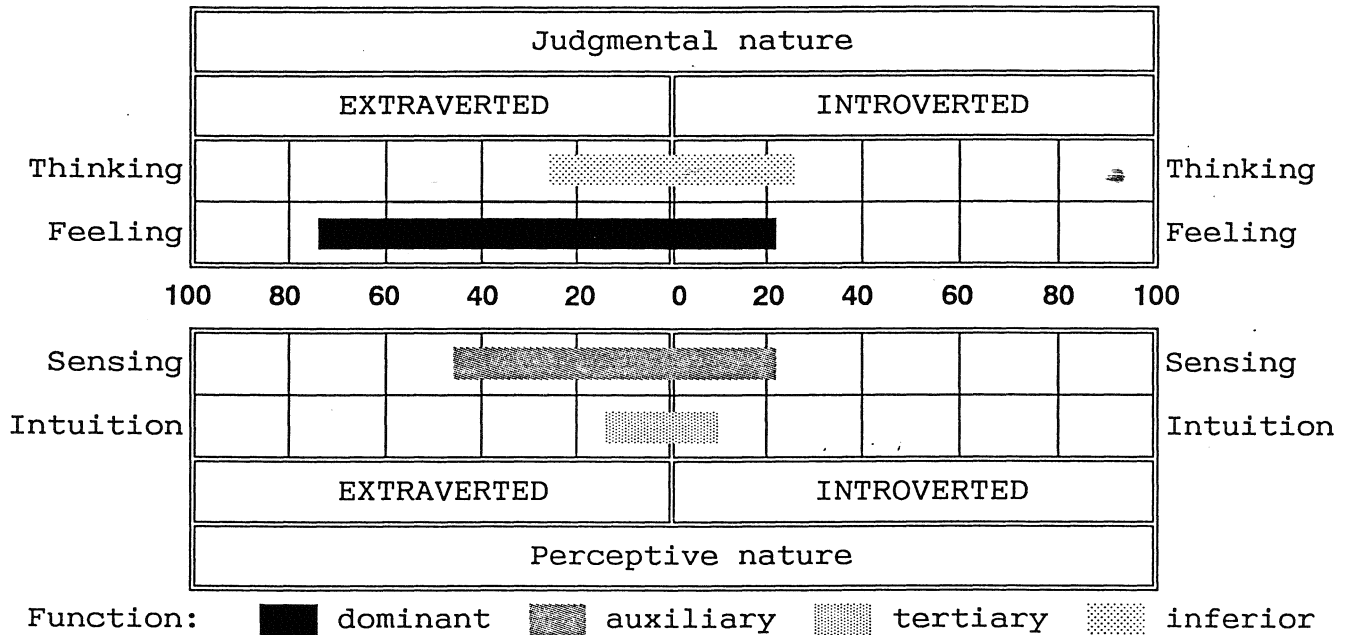 Judgmental nature
EXTRAVERTED INTROVERTED
Thinking Thinking
Feeling Feeling
100 80 60 40 20 0 20 40 60 80 100
Sensing Sensing
Intuition Intuition
EXTRAVERTED INTROVERTED
Perceptive nature
Function: dominant auxiliary tertiary inferior